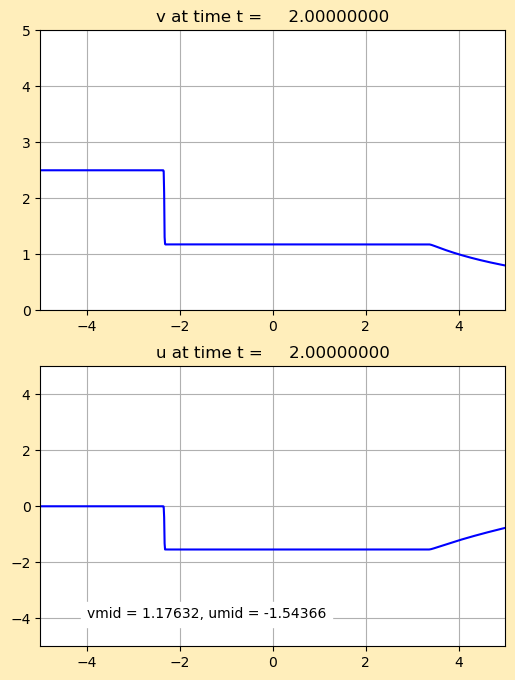 v at time t =     2.00000000
5
4
3
2
1
0
−4 −2 0 2 4
u at time t =     2.00000000
4
2
0
−2
−4
vmid = 1.17632, umid = -1.54366
−4 −2 0 2 4